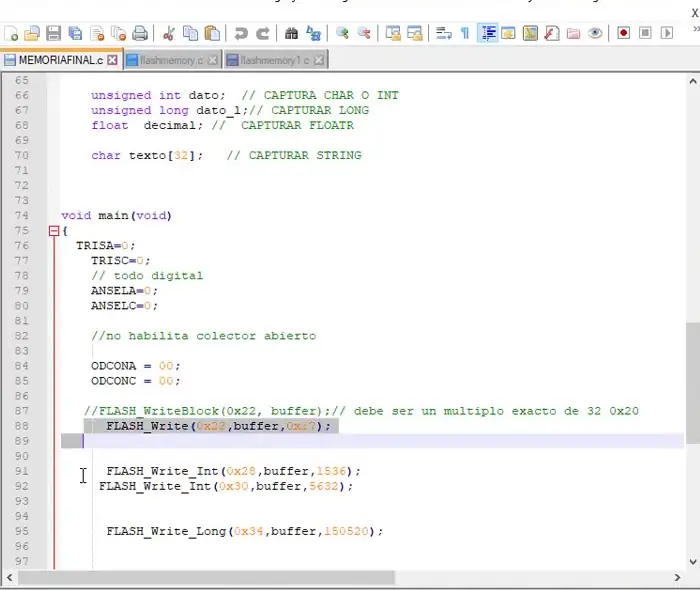 MEMORIAFINAL.c flashmemory.c flashmemory1.c
65
66 unsigned int dato; // CAPTURA CHAR O INT
67 unsigned long dato_l;// CAPTURAR LONG
68 float decimal; // CAPTURAR FLOATR
69
70 char texto[32]; // CAPTURAR STRING
71
72
73
74 void main(void)
75 {
76 TRISA=0;
77 TRISC=0;
78 // todo digital
79 ANSELA=0;
80 ANSELC=0;
81
82 //no habilita colector abierto
83
84 ODCONA = 00;
85 ODCONC = 00;
86
87 //FLASH_WriteBlock(0x22, buffer);// debe ser un multiplo exacto de 32 0x20
88 FLASH_Write(0x22,buffer,
89
90
91 FLASH_Write_Int(0x28,buffer,1536);
92 FLASH_Write_Int(0x30,buffer,5632);
93
94
95 FLASH_Write_Long(0x34,buffer,150520);
96
97